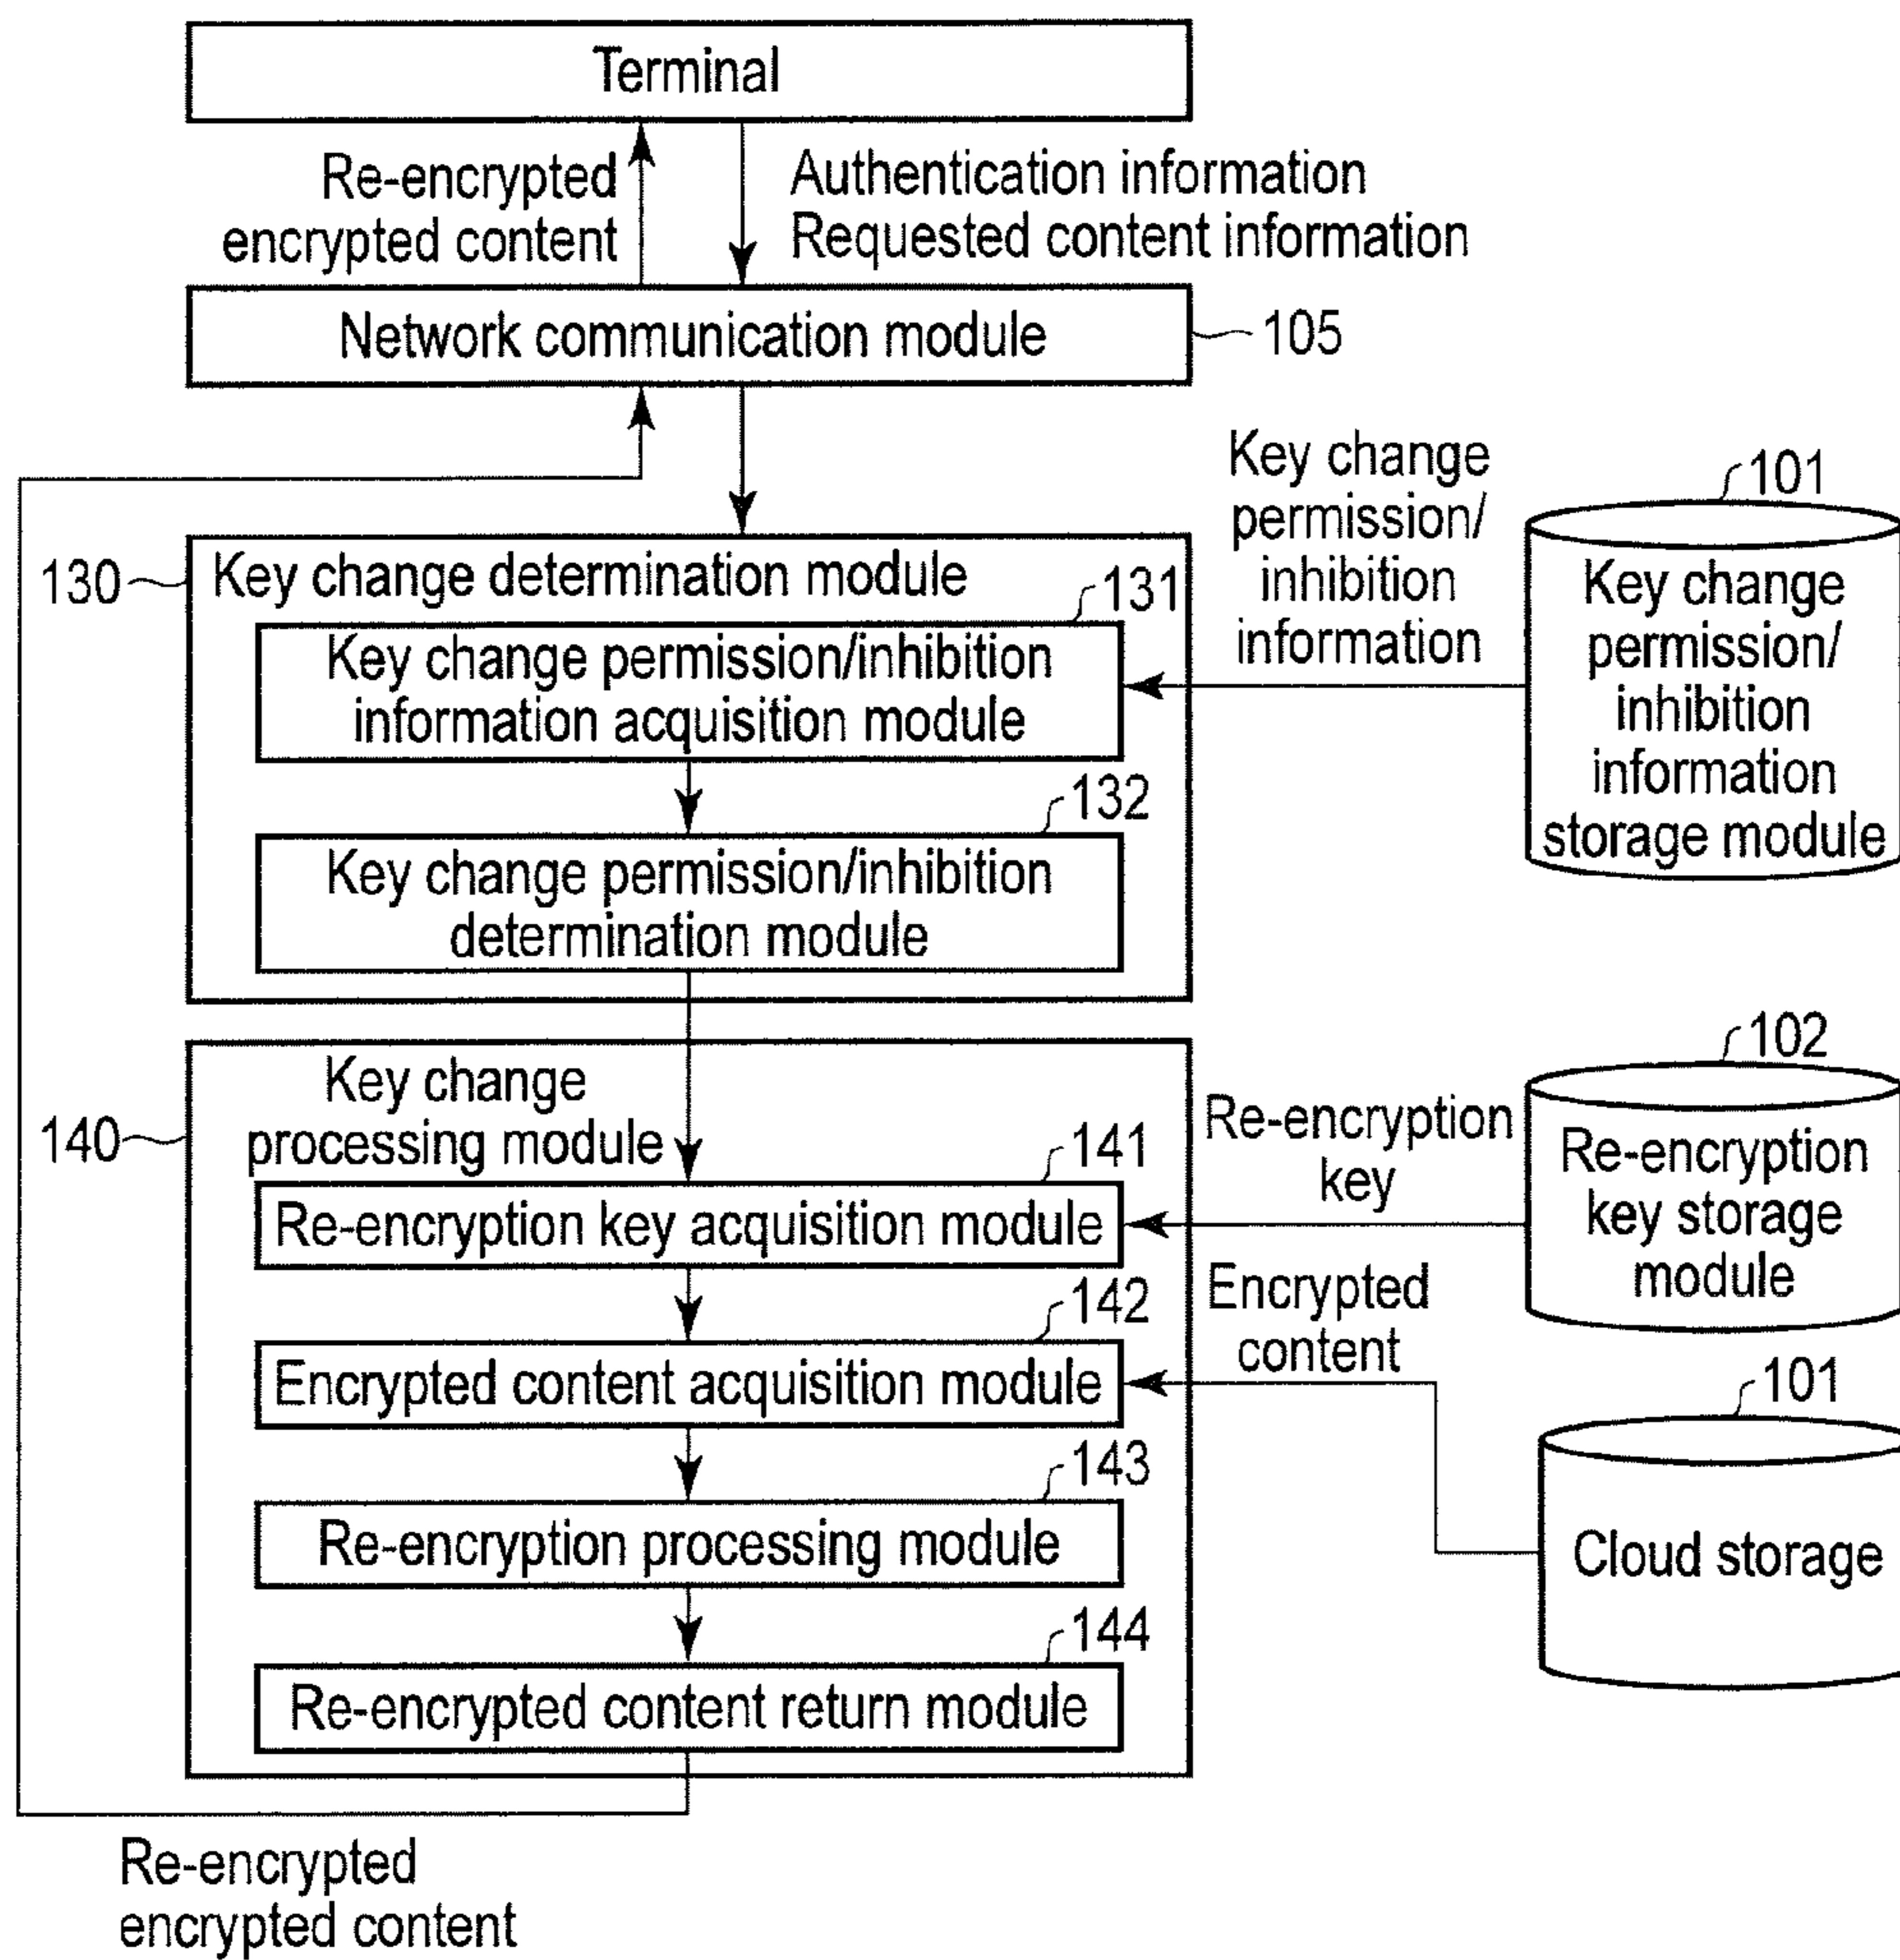 Terminal
Re-encrypted
encrypted content
Authentication information
Requested content information
Network communication module
105
Key change
permission/
inhibition
information
101
Key change
permission/
inhibition
information
storage module
130
Key change determination module
131
Key change permission/inhibition
information acquisition module
132
Key change permission/inhibition
determination module
140
Key change
processing module
141
Re-encryption key acquisition module
Re-encryption
key
102
Re-encryption
key storage
module
142
Encrypted content acquisition module
Encrypted
content
101
Cloud storage
143
Re-encryption processing module
144
Re-encrypted content return module
Re-encrypted
encrypted content